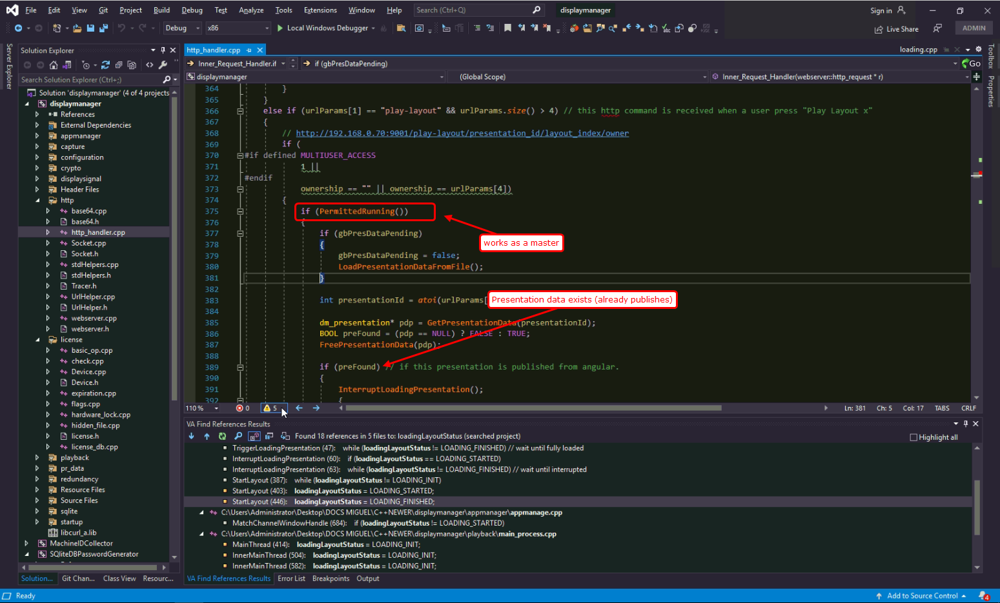 File Edit View Git Project Build Debug Test Analyze Tools Extensions Window Help Search (Ctrl+Q) displaymanager Sign in
Debug x86 Local Windows Debugger Live Share ADMIN
Server Explorer
Solution Explorer
Search Solution Explorer (Ctrl+;)
Solution 'displaymanager' (4 of 4 projects
displaymanager
References
External Dependencies
appmanager
capture
configuration
crypto
displaysignal
Header Files
http
base64.cpp
base64.h
http_handler.cpp
Socket.cpp
Socket.h
stdHelpers.cpp
stdHelpers.h
Tracer.h
UrlHelper.cpp
UrlHelper.h
webserver.cpp
webserver.h
license
basic_op.cpp
check.cpp
Device.cpp
Device.h
expiration.cpp
flags.cpp
hardware_lock.cpp
hidden_file.cpp
license.h
license_db.cpp
playback
pr_data
redundancy
Resource Files
Source Files
sqlite
startup
libcurl_a.lib
MachineIDCollector
SQliteDBPasswordGenerator
Solution... Git Chan... Class View Resourc...
http_handler.cpp loading.cpp
Inner_Request_Handler.if if (gbPresDataPending) Go
displaymanager (Global Scope) Inner_Request_Handler(webserver::http_request * r)
364 }
365 }
366 else if (urlParams[1] == "play-layout" && urlParams.size() > 4) // this http command is received when a user press "Play Layout x"
367 {
368 // http://192.168.0.70:9001/play-layout/presentation_id/layout_index/owner
369 if (
370 #if defined MULTIUSER_ACCESS
371 1 ||
372 #endif
373 ownership == "" || ownership == urlParams[4])
374 {
375 if (PermittedRunning())
376 {
377 if (gbPresDataPending)
378 {
379 gbPresDataPending = false;
380 LoadPresentationDataFromFile();
381 }
382
383 int presentationId = atoi(urlParams[
384
385 dm_presentation* pdp = GetPresentationData(presentationId);
386 BOOL preFound = (pdp == NULL) ? FALSE : TRUE;
387 FreePresentationData(pdp);
388
389 if (preFound) // if this presentation is published from angular.
390 {
391 InterruptLoadingPresentation();
392 {
works as a master
Presentation data exists (already publishes)
110 % 0 5 Ln: 381 Ch: 5 Col: 17 TABS CRLF
VA Find References Results
Found 18 references in 5 files to: loadingLayoutStatus (searched project) Highlight all
TriggerLoadingPresentation (47): while (loadingLayoutStatus != LOADING_FINISHED) // wait until fully loaded
InterruptLoadingPresentation (60): if (loadingLayoutStatus == LOADING_STARTED)
InterruptLoadingPresentation (63): while (loadingLayoutStatus != LOADING_FINISHED) // wait until interrupted
StartLayout (387): while (loadingLayoutStatus != LOADING_INIT)
StartLayout (403): loadingLayoutStatus = LOADING_STARTED;
StartLayout (446): loadingLayoutStatus = LOADING_FINISHED;
C:\Users\Administrator\Desktop\DOCS MIGUEL\C++NEWER\displaymanager\appmanager\appmanage.cpp
MatchChannelWindowHandle (684): if (loadingLayoutStatus != LOADING_STARTED)
C:\Users\Administrator\Desktop\DOCS MIGUEL\C++NEWER\displaymanager\playback\main_process.cpp
MainThread (414): loadingLayoutStatus = LOADING_INIT;
InnerMainThread (504): loadingLayoutStatus = LOADING_INIT;
InnerMainThread (582): loadingLayoutStatus = LOADING_INIT;
VA Find References Results Error List Breakpoints Output
Toolbox
Properties
Ready Add to Source Control 4